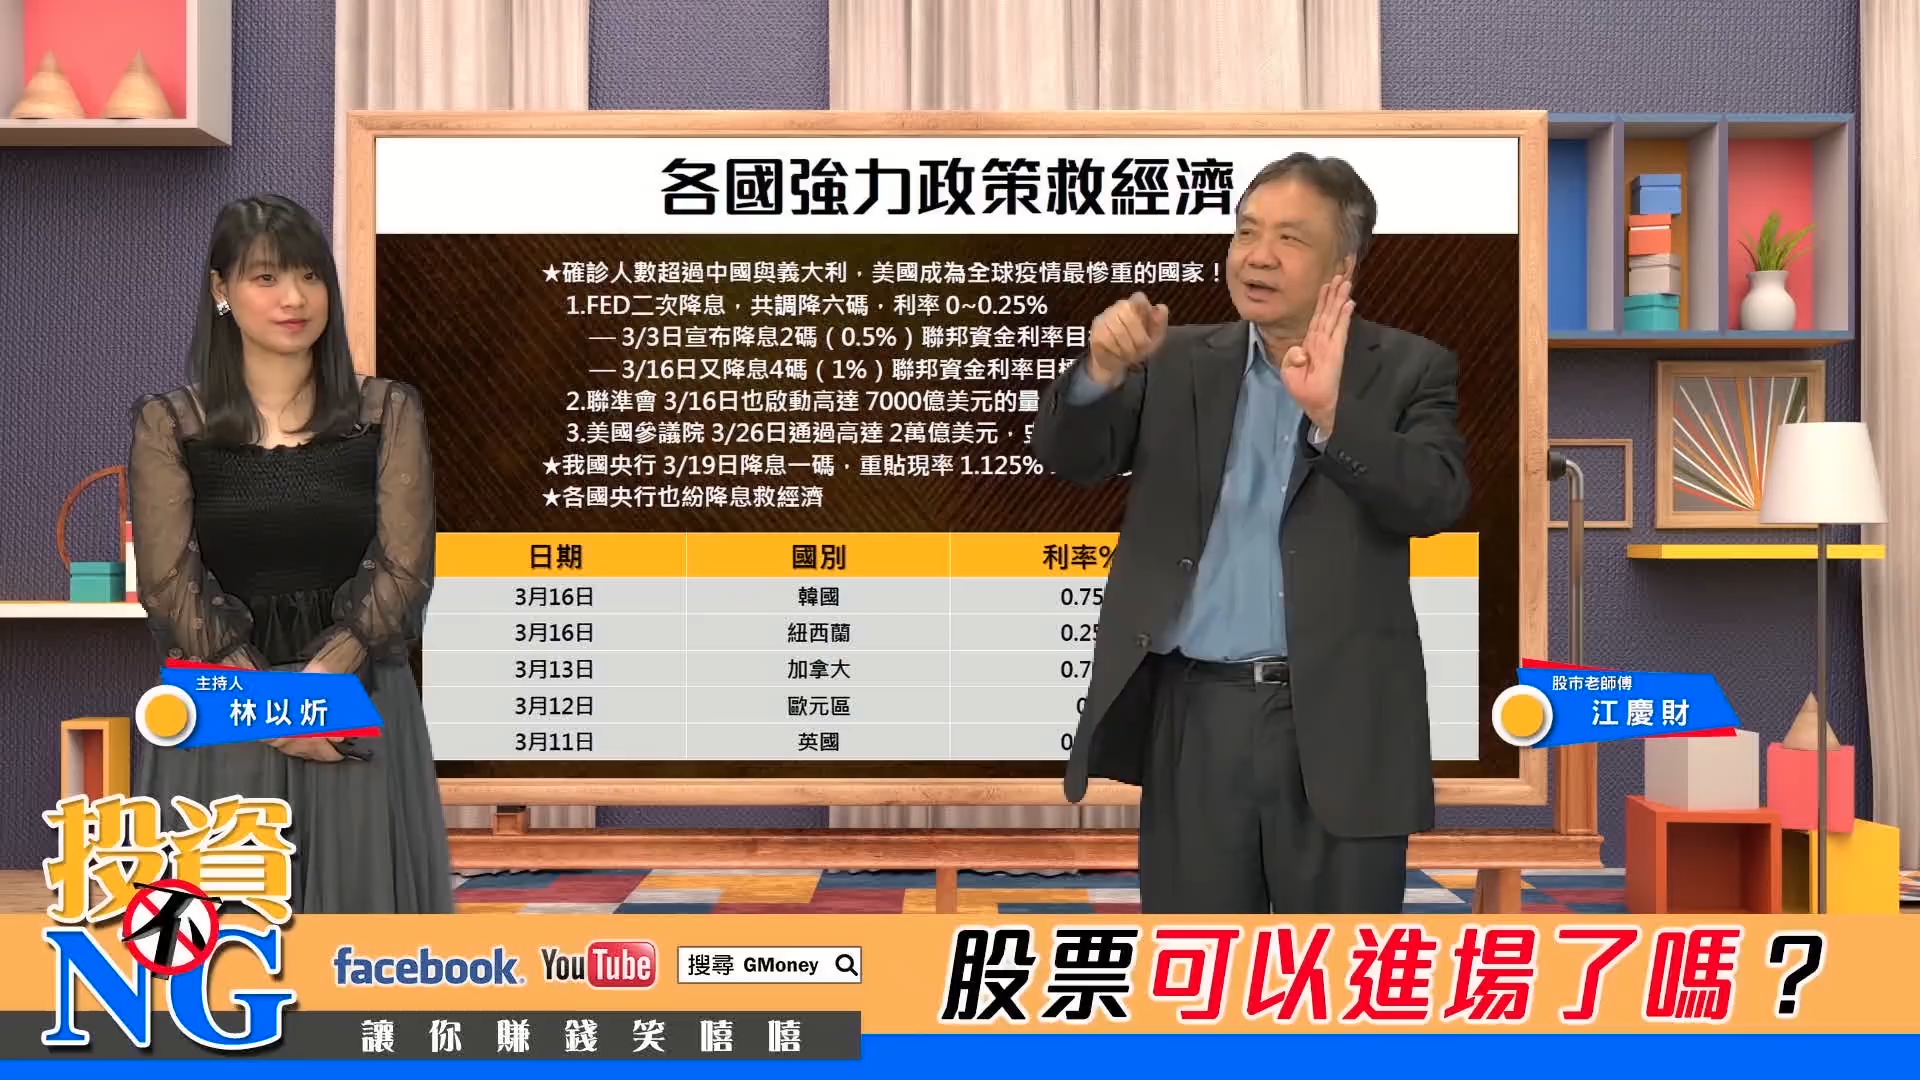 各國強力政策救經濟
★確診人數超過中國與義大利，美國成為全球疫情最慘重的國家！
1.FED二次降息，共調降六碼，利率 0~0.25%
— 3/3日宣布降息2碼（0.5%）聯邦資金利率目
— 3/16日又降息4碼（1%）聯邦資金利率目
2.聯準會 3/16日也啟動高達 7000億美元的量
3.美國參議院 3/26日通過高達 2萬億美元，
★我國央行 3/19日降息一碼，重貼現率 1.125%
★各國央行也紛降息救經濟
日期 國別 利率%
3月16日 韓國 0.75
3月16日 紐西蘭 0.25
3月13日 加拿大
3月12日 歐元區
3月11日 英國
主持人
林以炘
股市老師傅
江慶財
投資
不
NG
facebook. YouTube 搜尋 GMoney
股票可以進場了嗎？
讓你賺錢笑嘻嘻